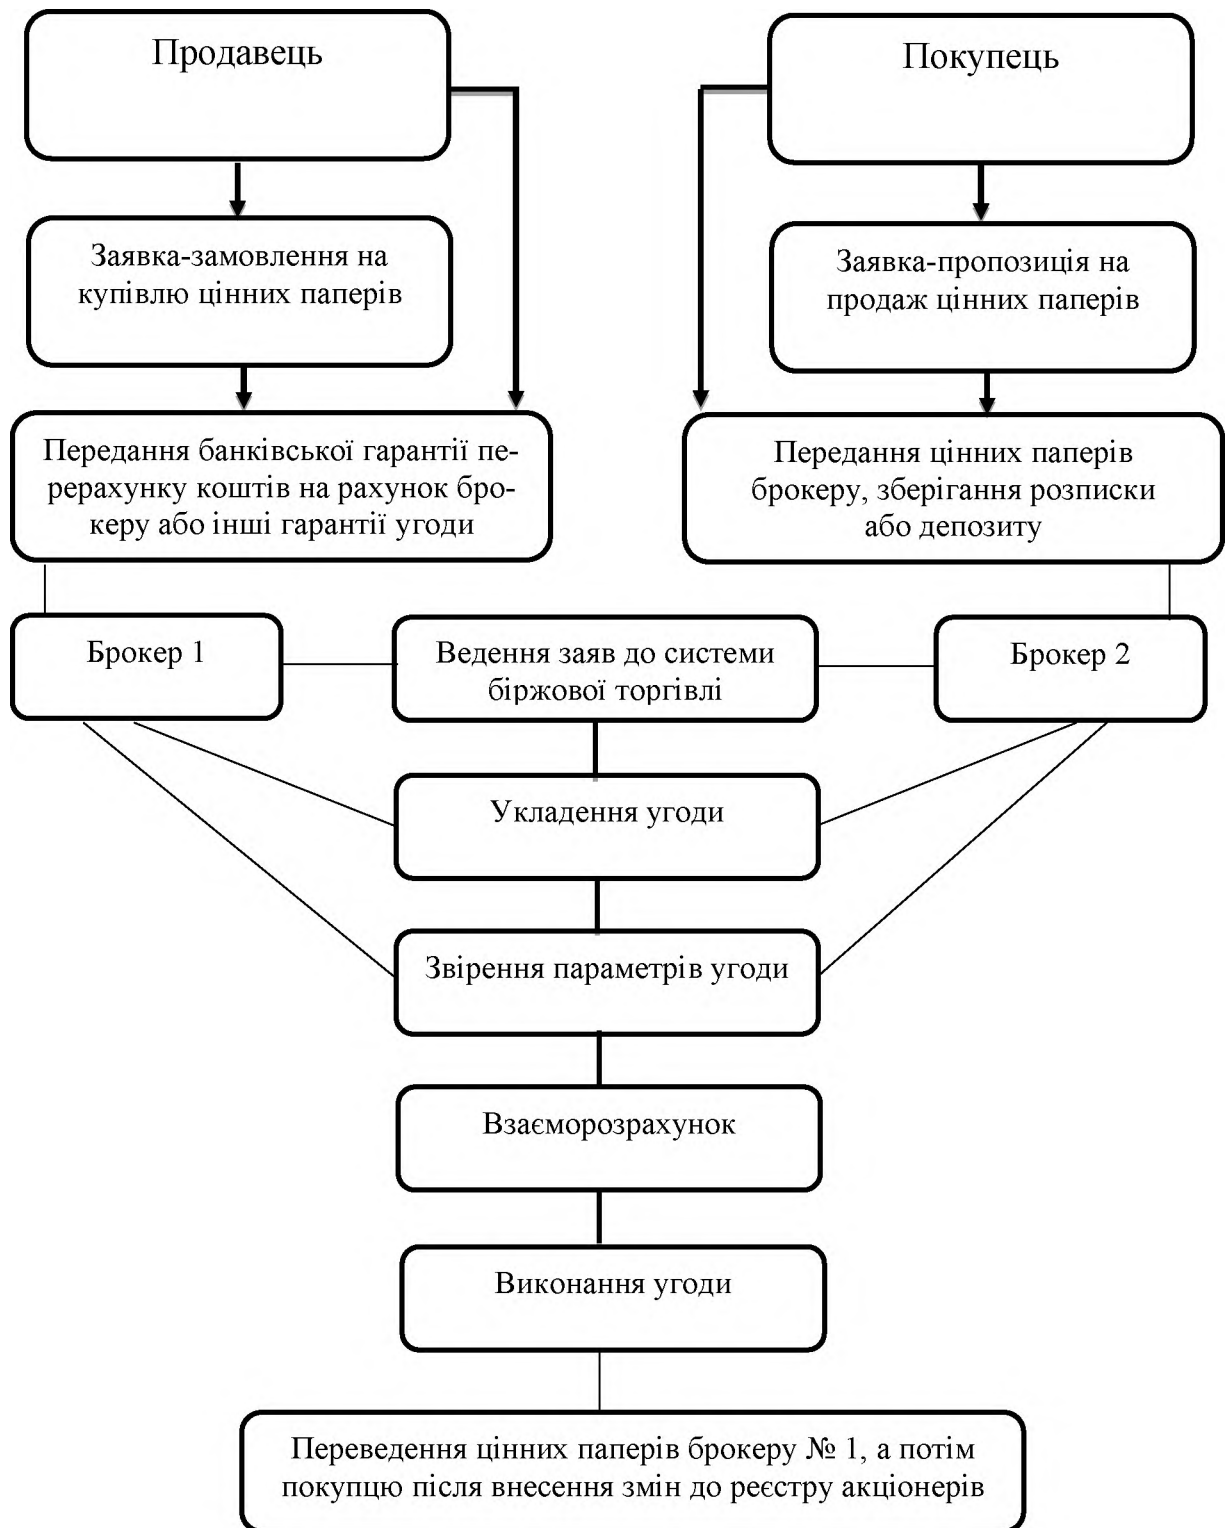 Продавець
Покупець
Заявка-замовлення на
купівлю цінних паперів
Заявка-пропозиція на
продаж цінних паперів
Передання банківської гарантії пе-
рерахунку коштів на рахунок бро-
керу або інші гарантії угоди
Передання цінних паперів
брокеру, зберігання розписки
або депозиту
Брокер 1
Ведення заяв до системи
біржової торгівлі
Брокер 2
Укладення угоди
Звірення параметрів угоди
Взаєморозрахунок
Виконання угоди
Переведення цінних паперів брокеру № 1, а потім
покупцю після внесення змін до реєстру акціонерів